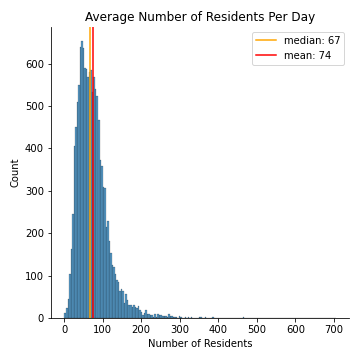 Average Number of Residents Per Day
median: 67
mean: 74
Count
600
500
400
300
200
100
0
0 100 200 300 400 500 600 700
Number of Residents